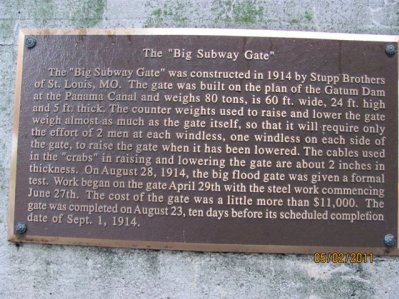 The "Big Subway Gate"
The "Big Subway Gate" was constructed in 1914 by Stupp Brothers
of St. Louis, MO. The gate was built on the plan of the Gatum Dam
at the Panama Canal and weighs 80 tons, is 60 ft. wide, 24 ft. high
and 5 ft. thick. The counter weights used to raise and lower the gate
weigh almost as much as the gate itself, so that it will require only
the effort of 2 men at each windless, one windless on each side of
the gate, to raise the gate when it has been lowered. The cables used
in the "crabs" in raising and lowering the gate are about 2 inches in
thickness. On August 28, 1914, the big flood gate was given a formal
test. Work began on the gate April 29th with the steel work commencing
June 27th. The cost of the gate was a little more than $11,000. The
gate was completed on August 23, ten days before its scheduled completion
date of Sept. 1, 1914.
05/02/2011